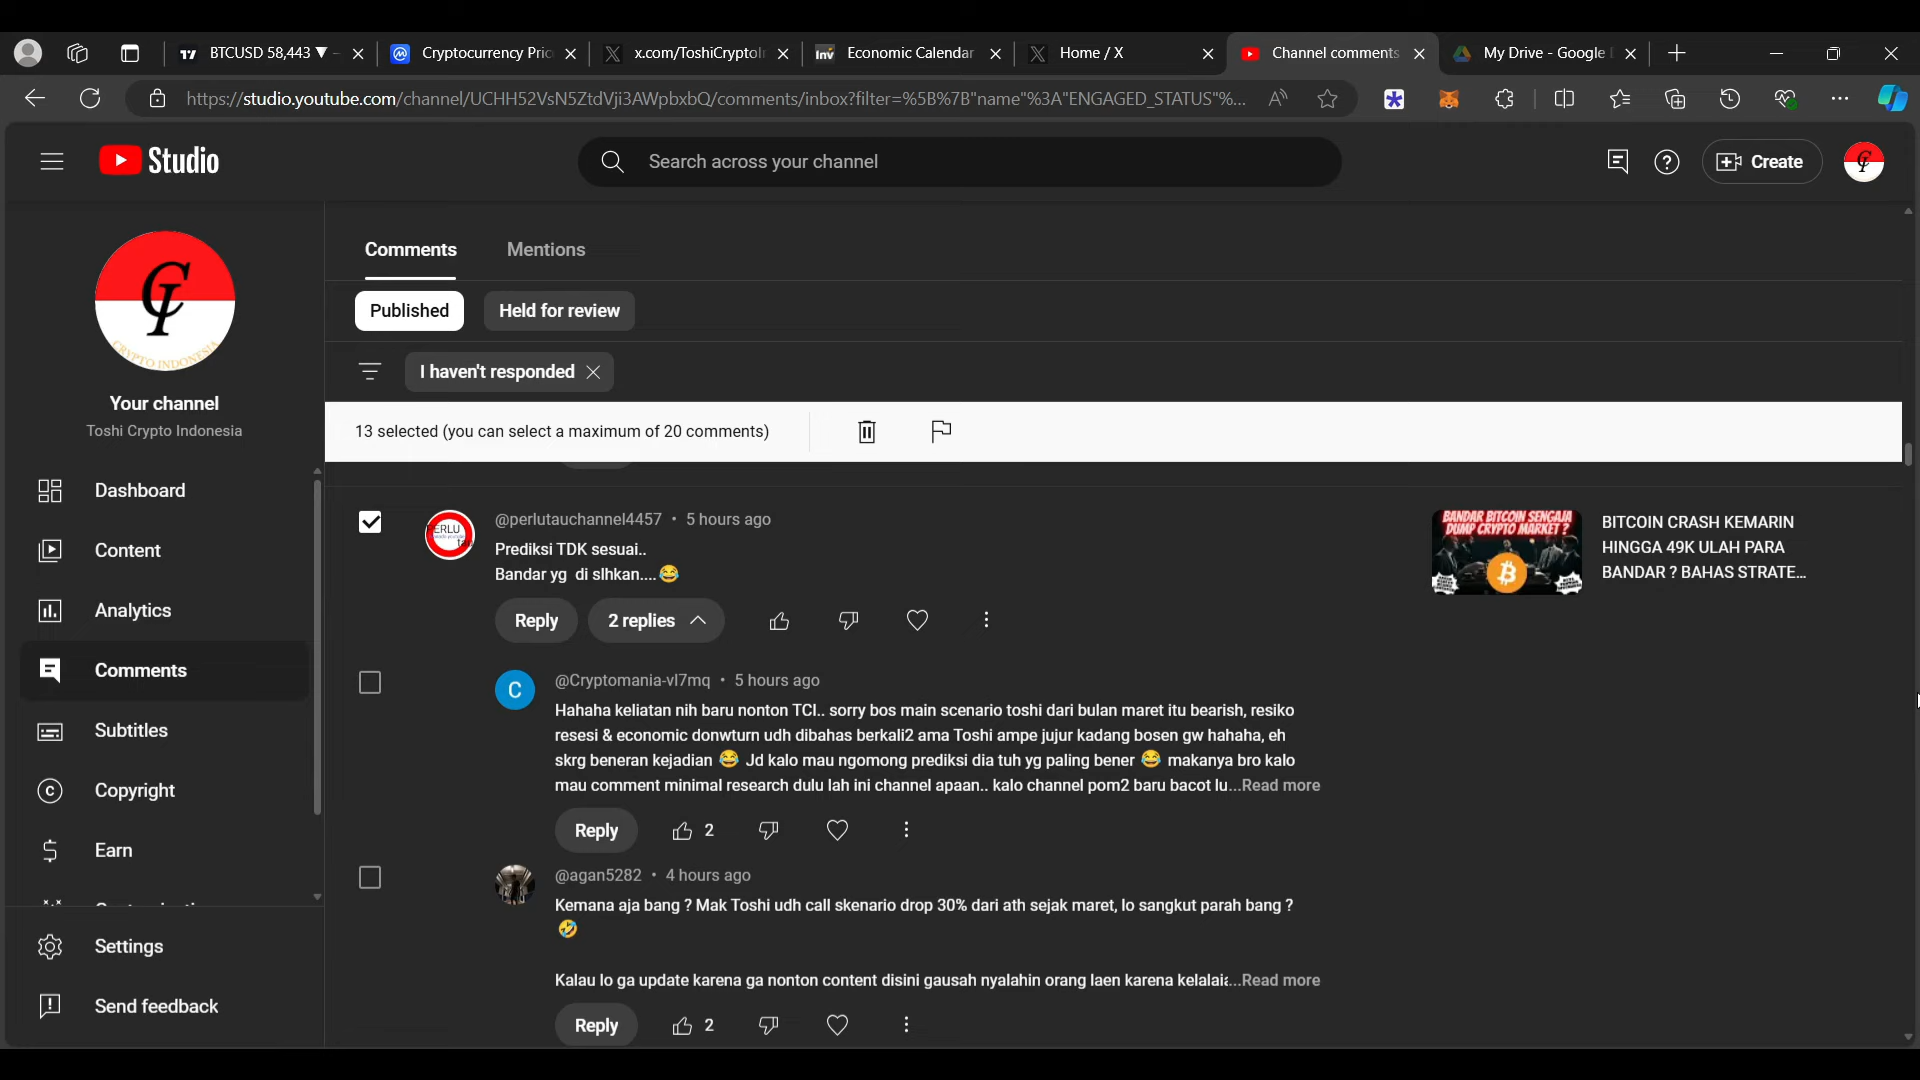 BTCUSD 58,443 ▼
Cryptocurrency Pric
x.com/ToshiCryptoI
Economic Calendar
Home / X
Channel comments
My Drive - Google
https://studio.youtube.com/channel/UCHH52VsN5ZtdVji3AWpbxbQ/comments/inbox?filter=%5B%7B"name"%3A"ENGAGED_STATUS"%...
Studio
Search across your channel
Create
CRYPTO INDONESIA
Your channel
Toshi Crypto Indonesia
Dashboard
Content
Analytics
Comments
Subtitles
Copyright
Earn
Settings
Send feedback
Comments
Mentions
Published
Held for review
I haven't responded
13 selected (you can select a maximum of 20 comments)
@perlutauchannel4457 • 5 hours ago
Prediksi TDK sesuai..
Bandar yg di slhkan....😂
Reply
2 replies
BANDAR BITCOIN SENGAJA
DUMP CRYPTO MARKET ?
BITCOIN CRASH KEMARIN
HINGGA 49K ULAH PARA
BANDAR ? BAHAS STRATE...
C
@Cryptomania-vl7mq • 5 hours ago
Hahaha keliatan nih baru nonton TCI.. sorry bos main scenario toshi dari bulan maret itu bearish, resiko
resesi & economic donwturn udh dibahas berkali2 ama Toshi ampe jujur kadang bosen gw hahaha, eh
skrg beneran kejadian 😂 Jd kalo mau ngomong prediksi dia tuh yg paling bener 😂 makanya bro kalo
mau comment minimal research dulu lah ini channel apaan.. kalo channel pom2 baru bacot lu...Read more
Reply
2
@agan5282 • 4 hours ago
Kemana aja bang ? Mak Toshi udh call skenario drop 30% dari ath sejak maret, lo sangkut parah bang ?
🤣
Kalau lo ga update karena ga nonton content disini gausah nyalahin orang laen karena kelalai...Read more
Reply
2